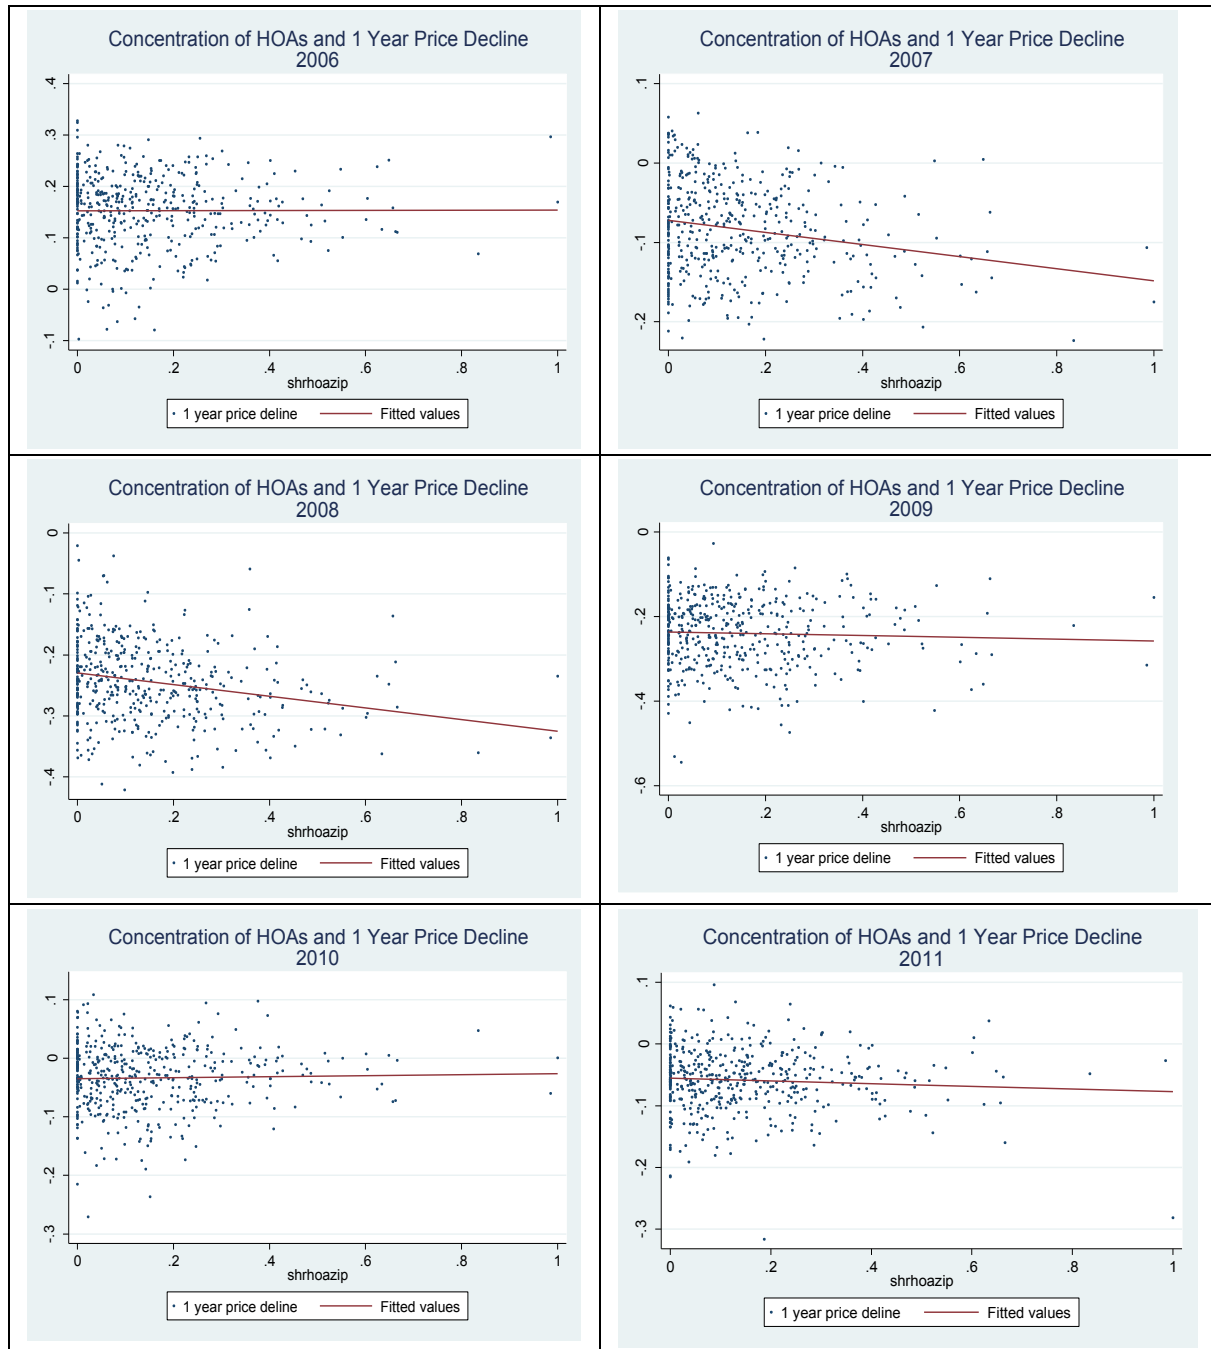 Concentration of HOAs and 1 Year Price Decline
2006
.4
.3
.2
.1
0
-.1
0 .2 .4 .6 .8 1
shrhoazip
1 year price deline Fitted values
Concentration of HOAs and 1 Year Price Decline
2007
.1
0
-.1
-.2
0 .2 .4 .6 .8 1
shrhoazip
1 year price deline Fitted values
Concentration of HOAs and 1 Year Price Decline
2008
0
-.1
-.2
-.3
-.4
0 .2 .4 .6 .8 1
shrhoazip
1 year price deline Fitted values
Concentration of HOAs and 1 Year Price Decline
2009
0
-.2
-.4
-.6
0 .2 .4 .6 .8 1
shrhoazip
1 year price deline Fitted values
Concentration of HOAs and 1 Year Price Decline
2010
.1
0
-.1
-.2
-.3
0 .2 .4 .6 .8 1
shrhoazip
1 year price deline Fitted values
Concentration of HOAs and 1 Year Price Decline
2011
.1
0
-.1
-.2
-.3
0 .2 .4 .6 .8 1
shrhoazip
1 year price deline Fitted values